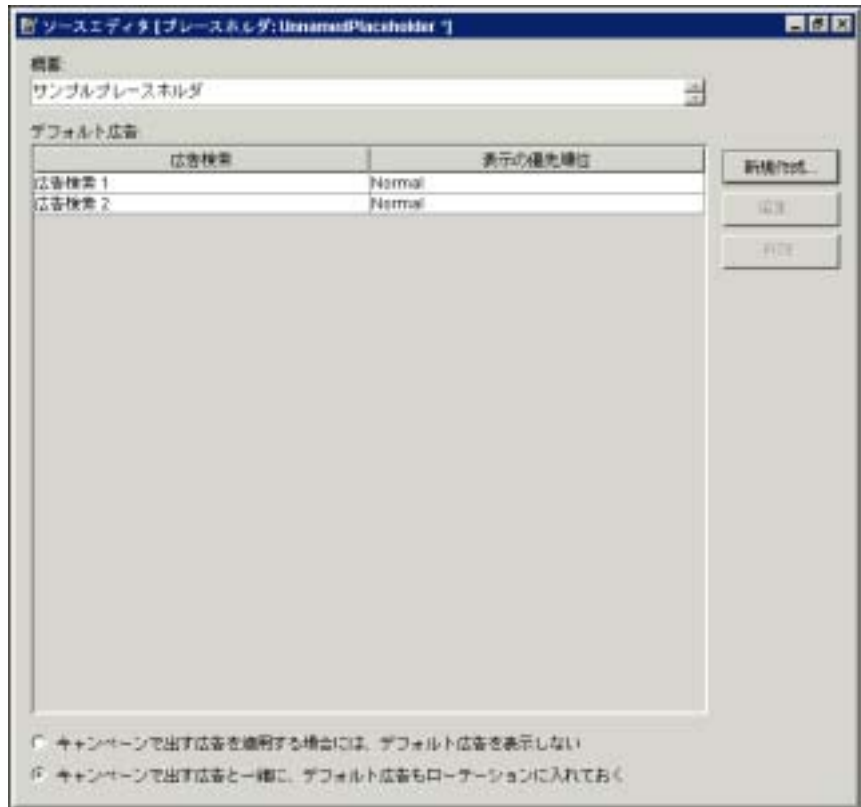 ソースエディタ [プレースホルダ: UnnamedPlaceholder *]
概要:
サンプルプレースホルダ
デフォルト広告:
広告検索 表示の優先順位
広告検索 1 Normal
広告検索 2 Normal
新規作成...
編集...
削除
キャンペーンで出す広告を適用する場合には、デフォルト広告を表示しない
キャンペーンで出す広告と一緒に、デフォルト広告もローテーションに入れておく